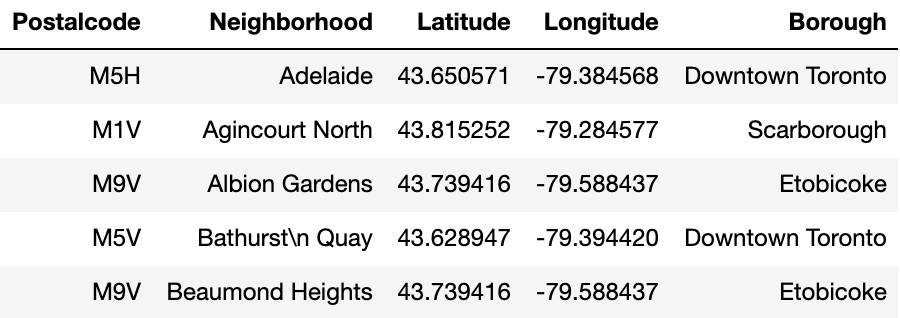 Postalcode Neighborhood Latitude Longitude Borough
M5H Adelaide 43.650571 -79.384568 Downtown Toronto
M1V Agincourt North 43.815252 -79.284577 Scarborough
M9V Albion Gardens 43.739416 -79.588437 Etobicoke
M5V Bathurst\n Quay 43.628947 -79.394420 Downtown Toronto
M9V Beaumond Heights 43.739416 -79.588437 Etobicoke